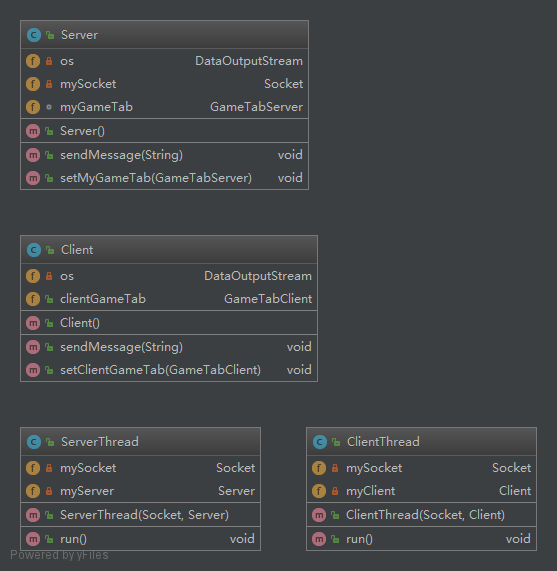 Server
os DataOutputStream
mySocket Socket
myGameTab GameTabServer
Server()
sendMessage(String) void
setMyGameTab(GameTabServer) void
Client
os DataOutputStream
clientGameTab GameTabClient
Client()
sendMessage(String) void
setClientGameTab(GameTabClient) void
ServerThread
mySocket Socket
myServer Server
ServerThread(Socket, Server)
run() void
ClientThread
mySocket Socket
myClient Client
ClientThread(Socket, Client)
run() void
Powered by yFiles